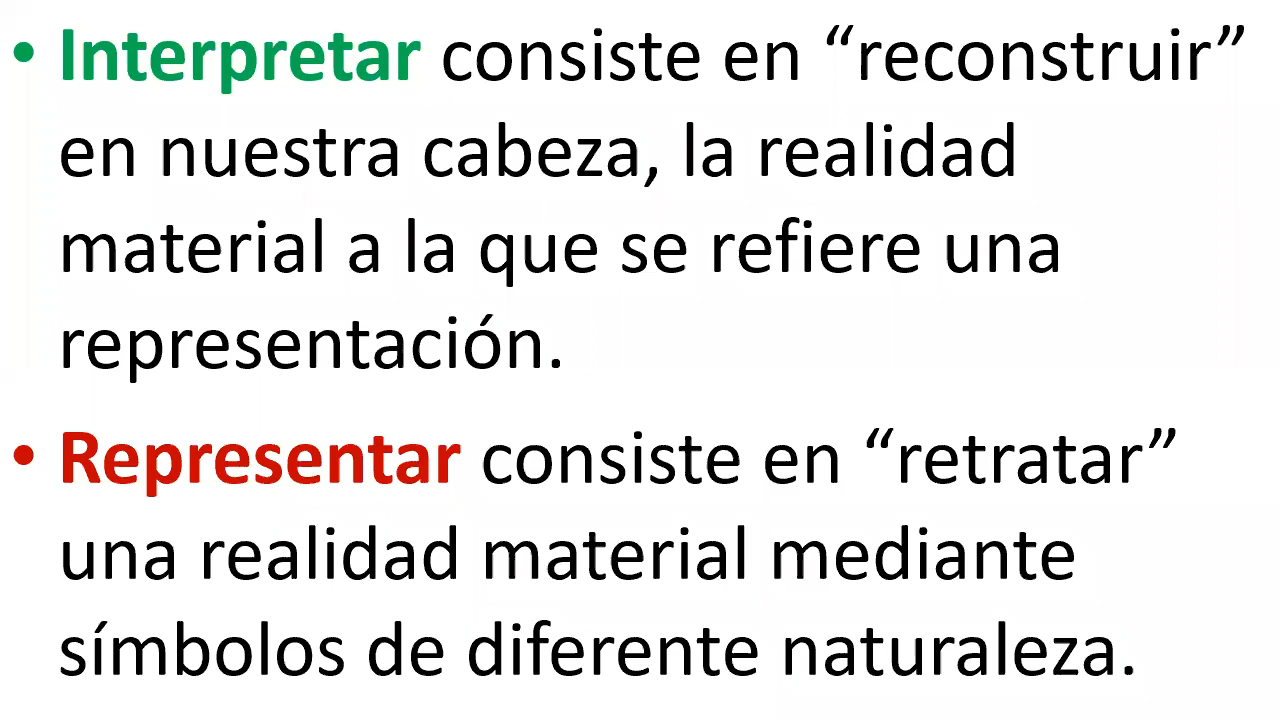 • Interpretar consiste en “reconstruir”
en nuestra cabeza, la realidad
material a la que se refiere una
representación.
• Representar consiste en “retratar”
una realidad material mediante
símbolos de diferente naturaleza.